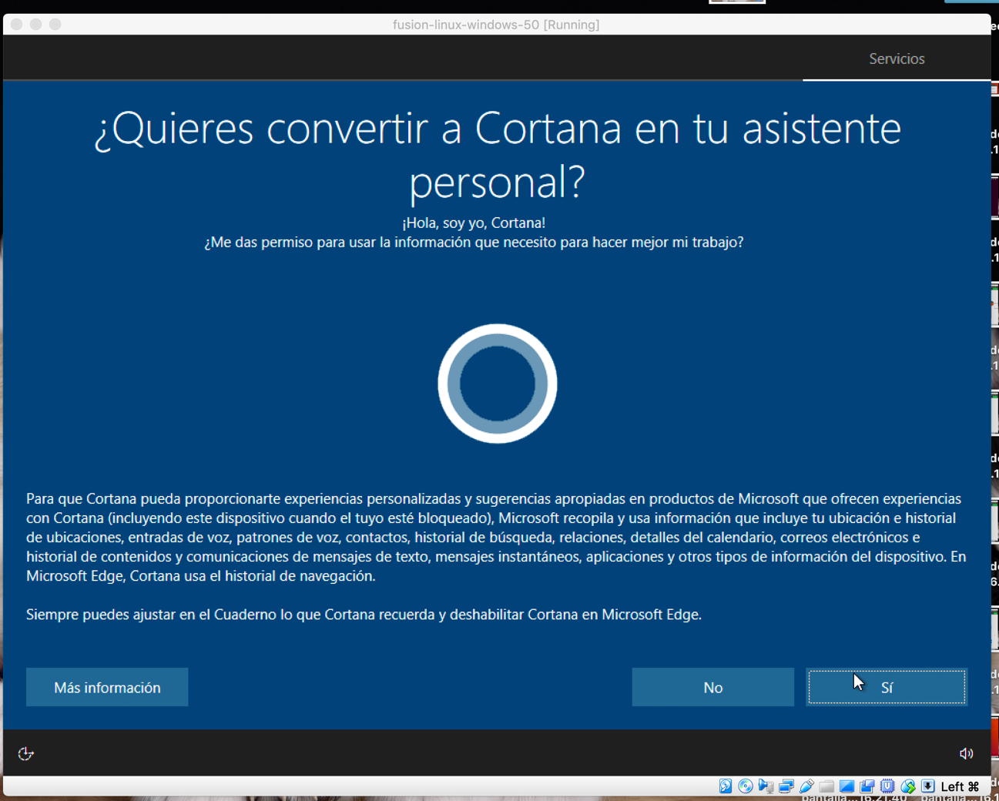 fusion-linux-windows-50 [Running]
Servicios
¿Quieres convertir a Cortana en tu asistente
personal?
¡Hola, soy yo, Cortana!
¿Me das permiso para usar la información que necesito para hacer mejor mi trabajo?
Para que Cortana pueda proporcionarte experiencias personalizadas y sugerencias apropiadas en productos de Microsoft que ofrecen experiencias
con Cortana (incluyendo este dispositivo cuando el tuyo esté bloqueado), Microsoft recopila y usa información que incluye tu ubicación e historial
de ubicaciones, entradas de voz, patrones de voz, contactos, historial de búsqueda, relaciones, detalles del calendario, correos electrónicos e
historial de contenidos y comunicaciones de mensajes de texto, mensajes instantáneos, aplicaciones y otros tipos de información del dispositivo. En
Microsoft Edge, Cortana usa el historial de navegación.
Siempre puedes ajustar en el Cuaderno lo que Cortana recuerda y deshabilitar Cortana en Microsoft Edge.
Más información
No
Sí
Left ⌘